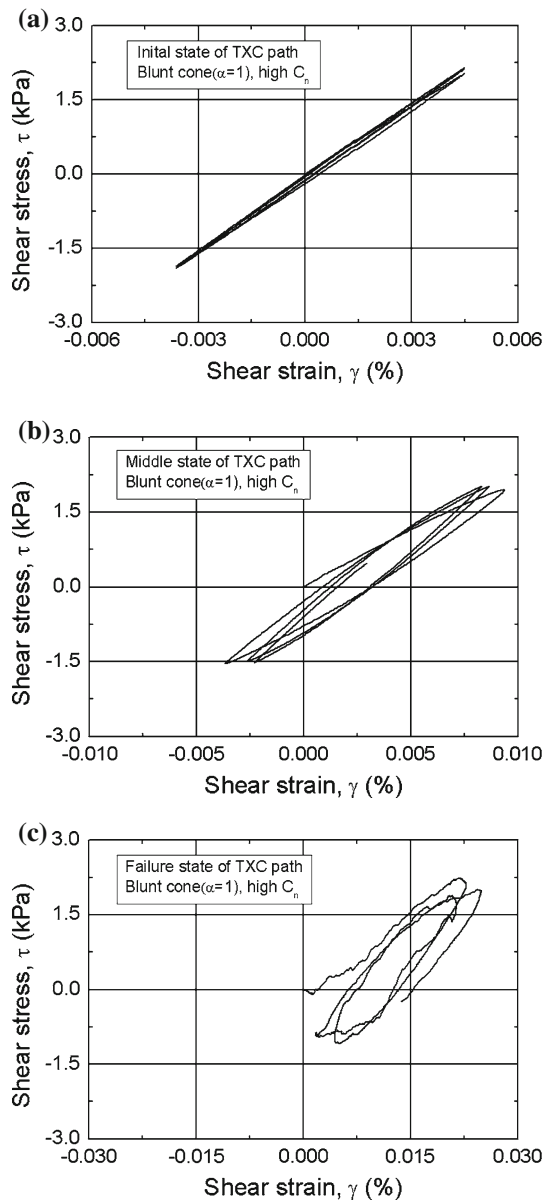 (a)
3.0
Inital state of TXC path
Blunt cone(α=1), high Cₙ
1.5
0.0
-1.5
-3.0
Shear stress, τ (kPa)
-0.006 -0.003 0.000 0.003 0.006
Shear strain, γ (%)
(b)
3.0
Middle state of TXC path
Blunt cone(α=1), high Cₙ
1.5
0.0
-1.5
-3.0
Shear stress, τ (kPa)
-0.010 -0.005 0.000 0.005 0.010
Shear strain, γ (%)
(c)
3.0
Failure state of TXC path
Blunt cone(α=1), high Cₙ
1.5
0.0
-1.5
-3.0
Shear stress, τ (kPa)
-0.030 -0.015 0.000 0.015 0.030
Shear strain, γ (%)